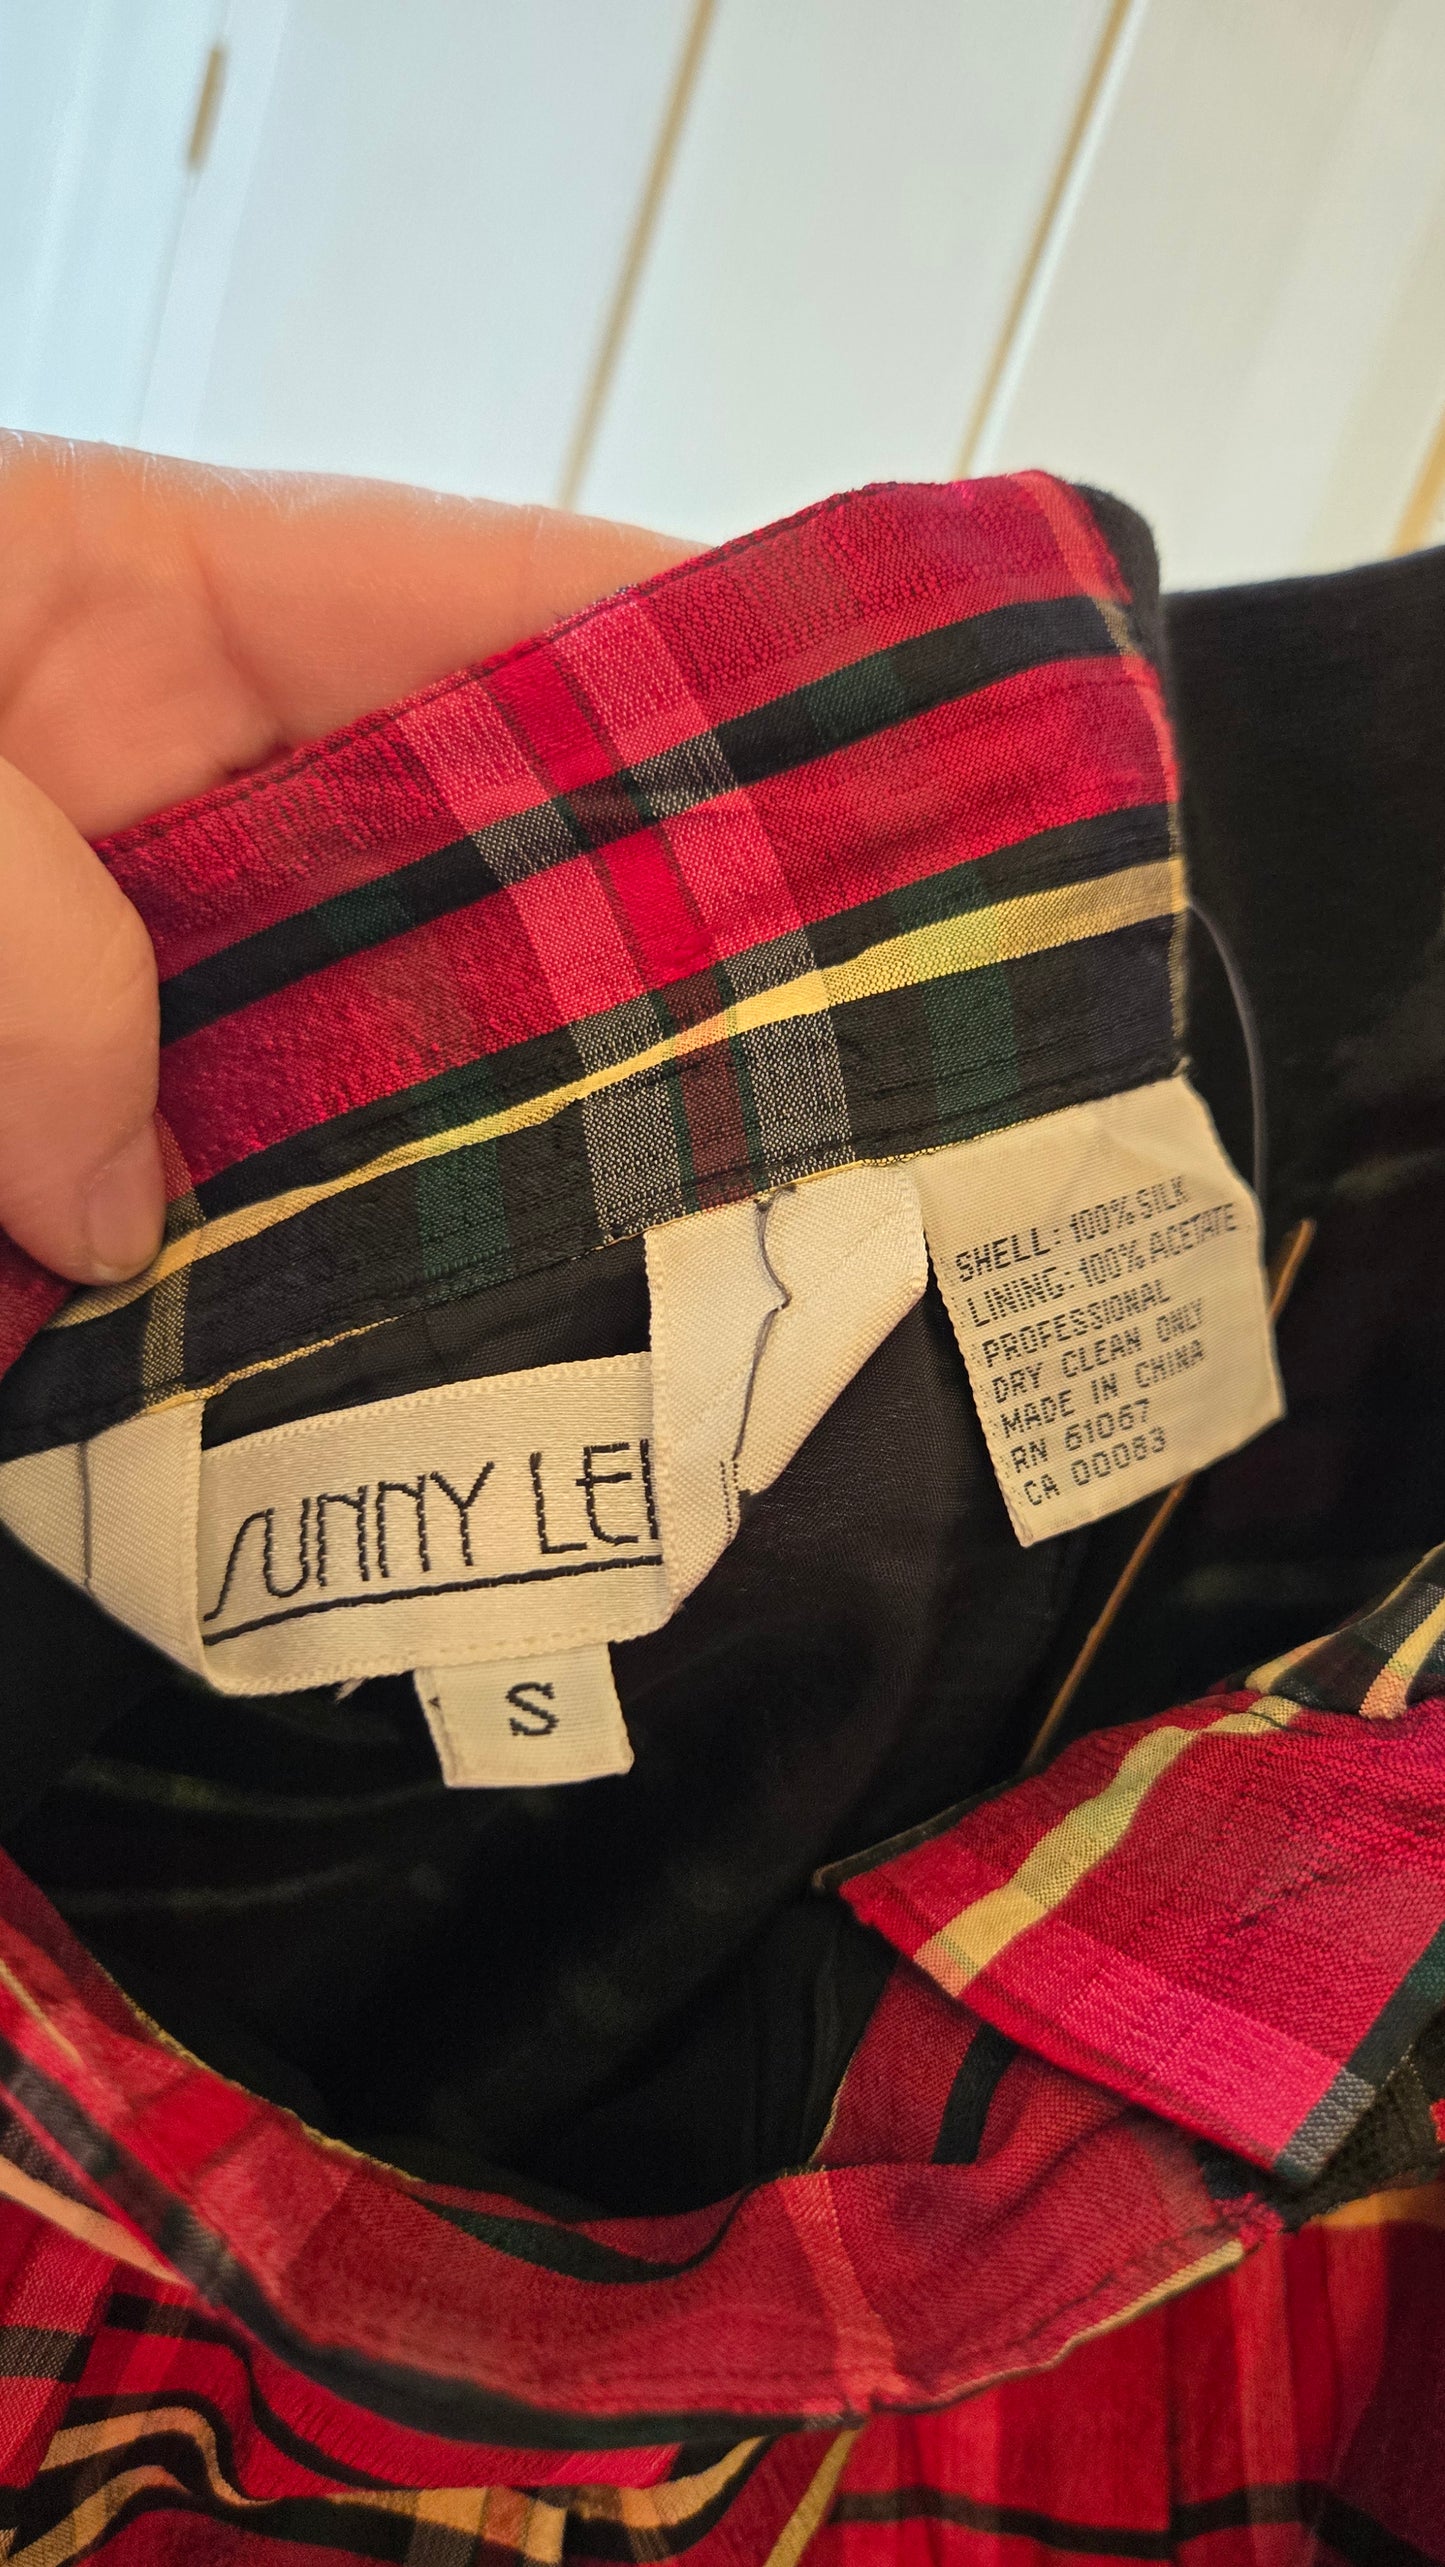 SUNNY LEI
S
SHELL: 100% SILK
LINING: 100% ACETATE
PROFESSIONAL
DRY CLEAN ONLY
MADE IN CHINA
RN 61067
CA 00083